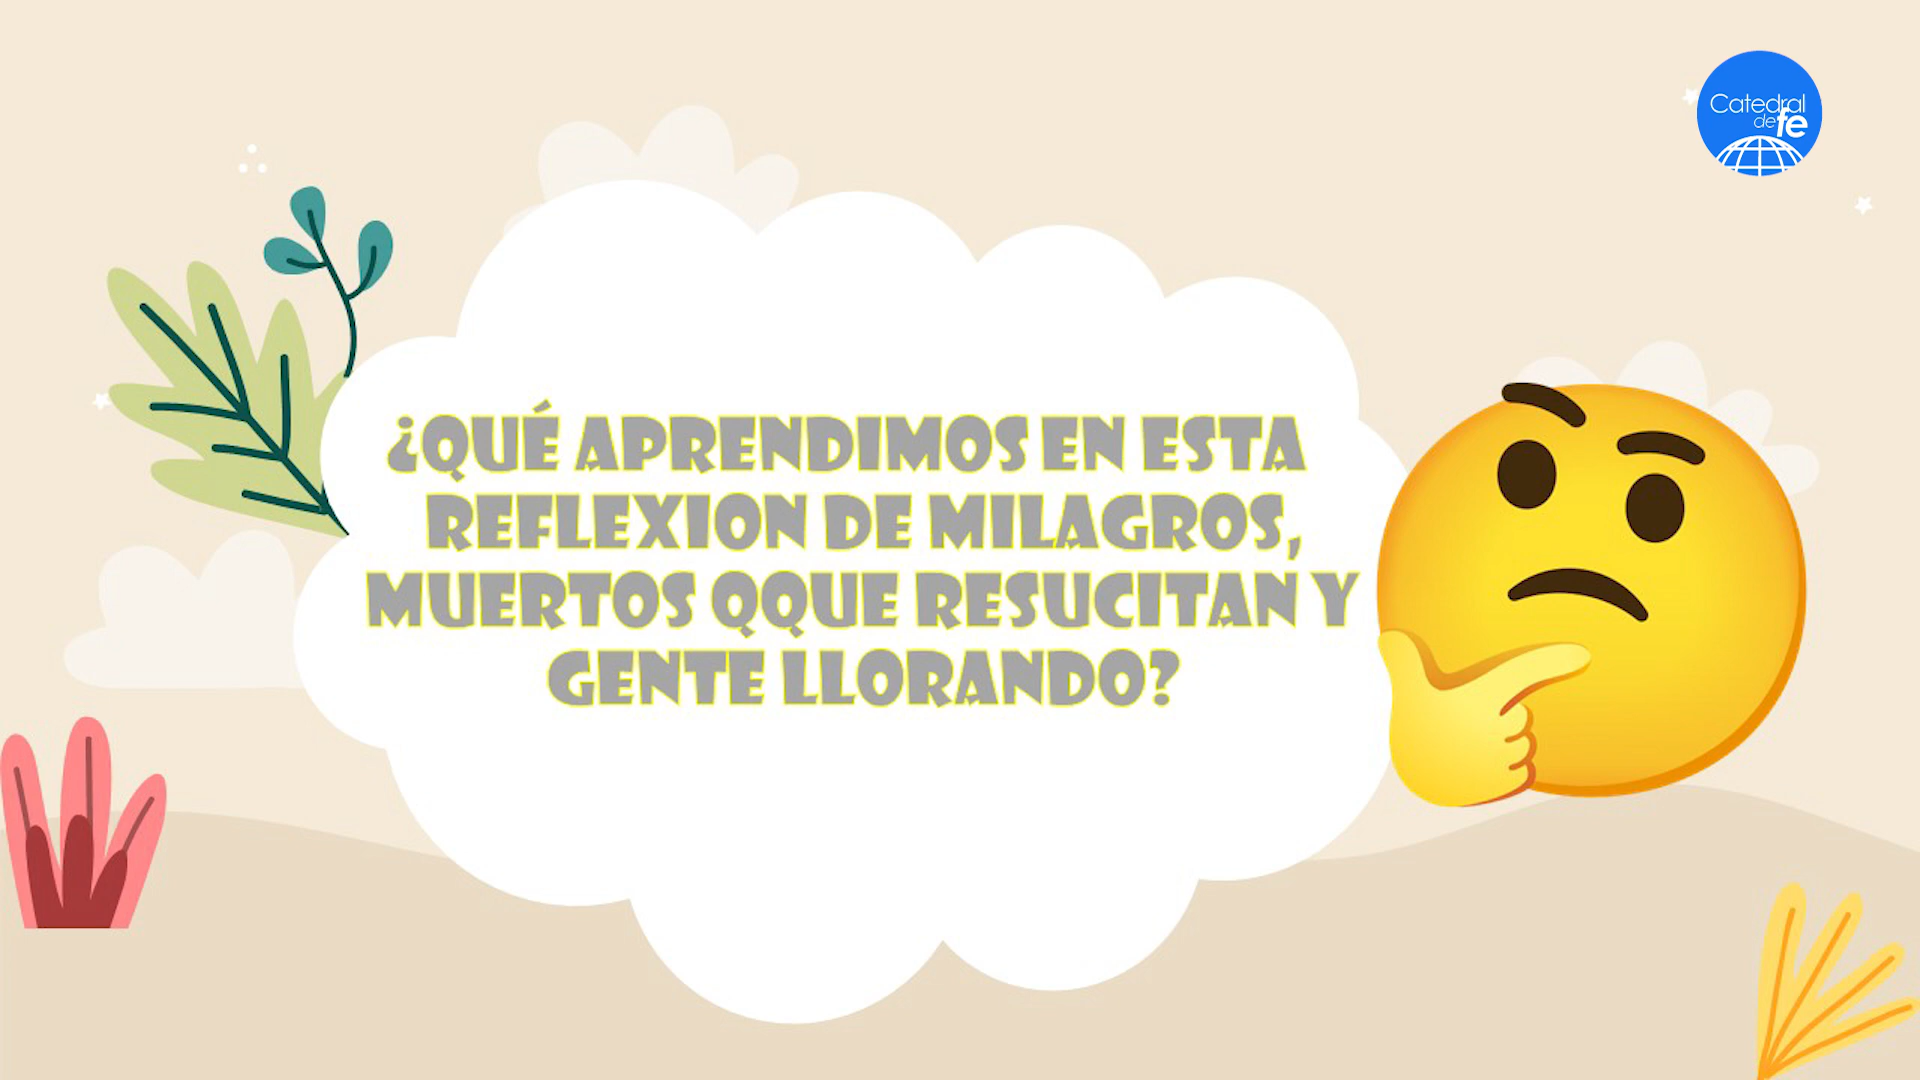 Catedral
de fe
¿QUÉ APRENDIMOS EN ESTA
REFLEXION DE MILAGROS,
MUERTOS QQUE RESUCITAN Y
GENTE LLORANDO?